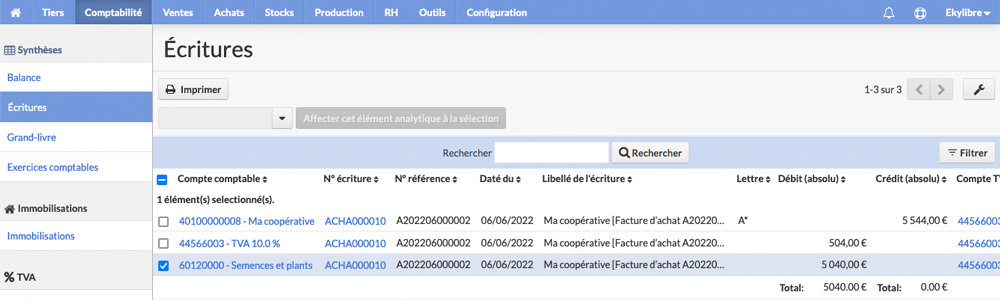 Tiers Comptabilité Ventes Achats Stocks Production RH Outils Configuration Ekylibre
Synthèses
Balance
Écritures
Grand-livre
Exercices comptables
Immobilisations
Immobilisations
TVA
Écritures
Imprimer
1-3 sur 3
Affecter cet élément analytique à la sélection
Rechercher Rechercher Filtrer
Compte comptable N° écriture N° référence Daté du Libellé de l'écriture Lettre Débit (absolu) Crédit (absolu) Compte T
1 élément(s) selectionné(s).
40100000008 - Ma coopérative ACHA000010 A202206000002 06/06/2022 Ma coopérative [Facture d'achat A20220... A* 5 544,00 € 44566003
44566003 - TVA 10.0 % ACHA000010 A202206000002 06/06/2022 Ma coopérative [Facture d'achat A20220... 504,00 € 44566003
60120000 - Semences et plants ACHA000010 A202206000002 06/06/2022 Ma coopérative [Facture d'achat A20220... 5 040,00 € 44566003
Total: 5040.00 € Total: 0.00 €